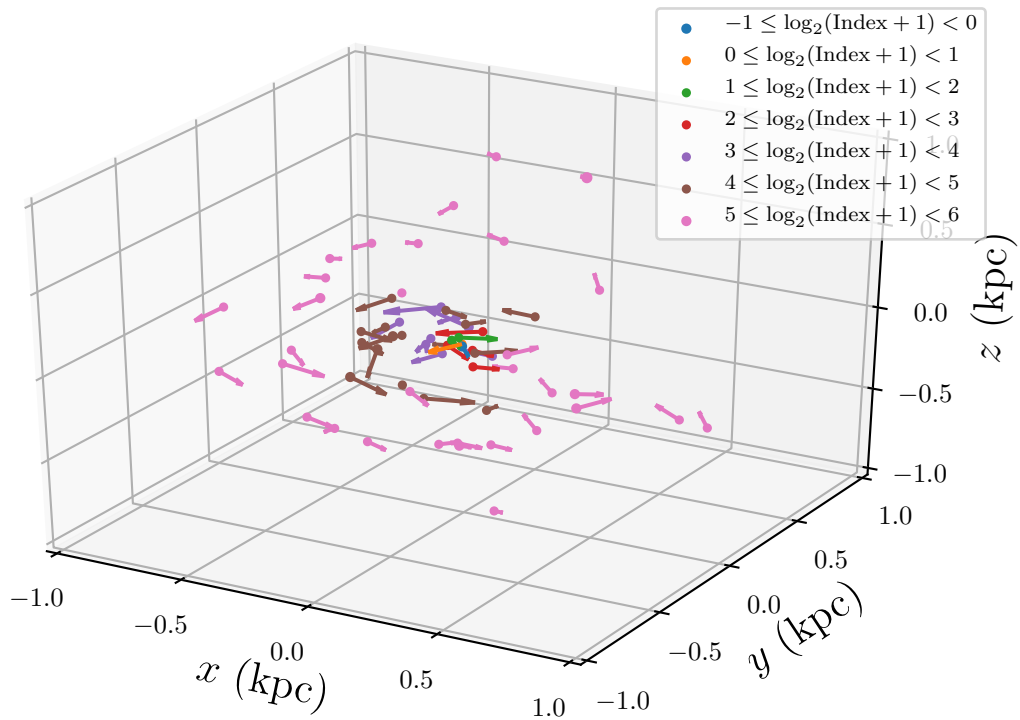 −1 ≤ log₂(Index + 1) < 0
0 ≤ log₂(Index + 1) < 1
1 ≤ log₂(Index + 1) < 2
2 ≤ log₂(Index + 1) < 3
3 ≤ log₂(Index + 1) < 4
4 ≤ log₂(Index + 1) < 5
5 ≤ log₂(Index + 1) < 6
1.0
0.5
0.0
−0.5
−1.0
z (kpc)
1.0
0.5
0.0
−0.5
−1.0
y (kpc)
−1.0
−0.5
0.0
0.5
1.0
x (kpc)